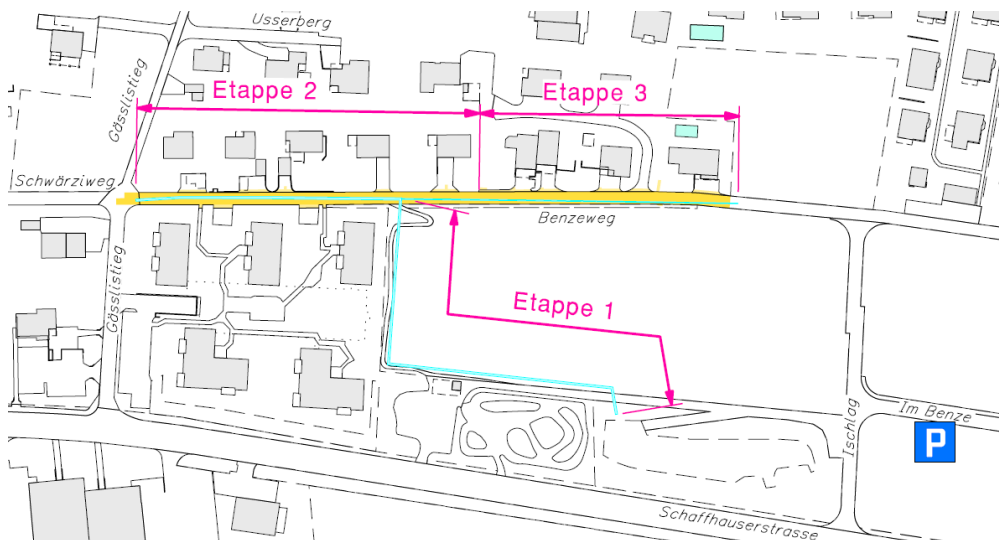 Usserberg
Gösslistieg
Etappe 2
Etappe 3
Schwärziweg
Benzeweg
Gösslistieg
Etappe 1
Ischlag
Im Benze
P
Schaffhauserstrasse